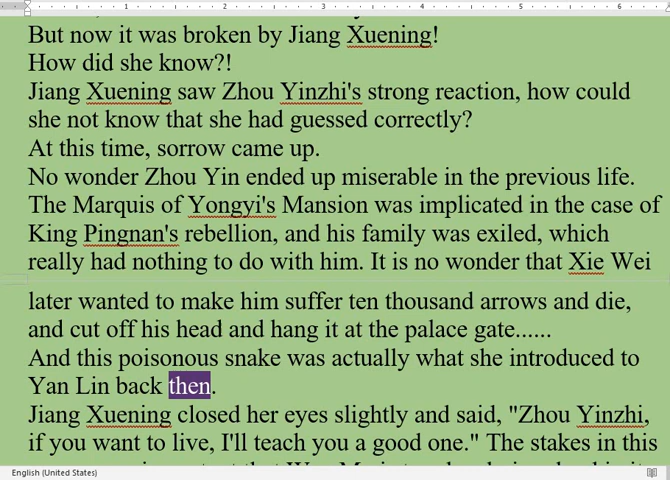 1 2 3 4 5 6
But now it was broken by Jiang Xuening!
How did she know?!
Jiang Xuening saw Zhou Yinzhi's strong reaction, how could
she not know that she had guessed correctly?
At this time, sorrow came up.
No wonder Zhou Yin ended up miserable in the previous life.
The Marquis of Yongyi's Mansion was implicated in the case of
King Pingnan's rebellion, and his family was exiled, which
really had nothing to do with him. It is no wonder that Xie Wei
later wanted to make him suffer ten thousand arrows and die,
and cut off his head and hang it at the palace gate......
And this poisonous snake was actually what she introduced to
Yan Lin back then.
Jiang Xuening closed her eyes slightly and said, "Zhou Yinzhi,
if you want to live, I'll teach you a good one." The stakes in this
English (United States)